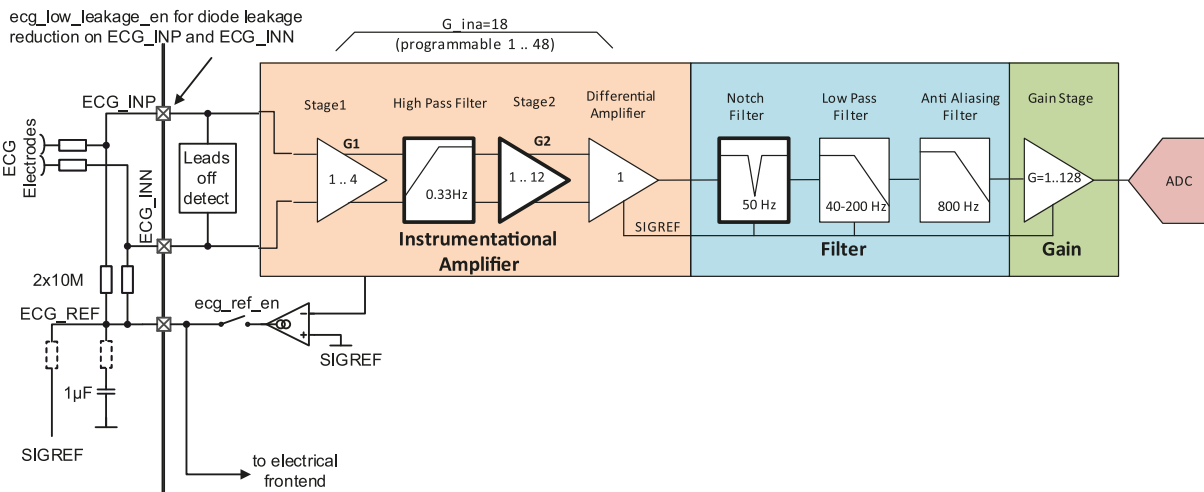 ecg_low_leakage_en for diode leakage
reduction on ECG_INP and ECG_INN
G_ina=18
(programmable 1 .. 48)
ECG_INP
Stage1
High Pass Filter
Stage2
Differential
Amplifier
Notch
Filter
Low Pass
Filter
Anti Aliasing
Filter
Gain Stage
ECG
Electrodes
Leads
off
detect
ECG_INN
G1
1 .. 4
0.33Hz
G2
1 .. 12
1
50 Hz
40-200 Hz
800 Hz
G=1..128
ADC
SIGREF
Instrumentational
Amplifier
Filter
Gain
2x10M
ECG_REF
ecg_ref_en
SIGREF
1µF
SIGREF
to electrical
frontend